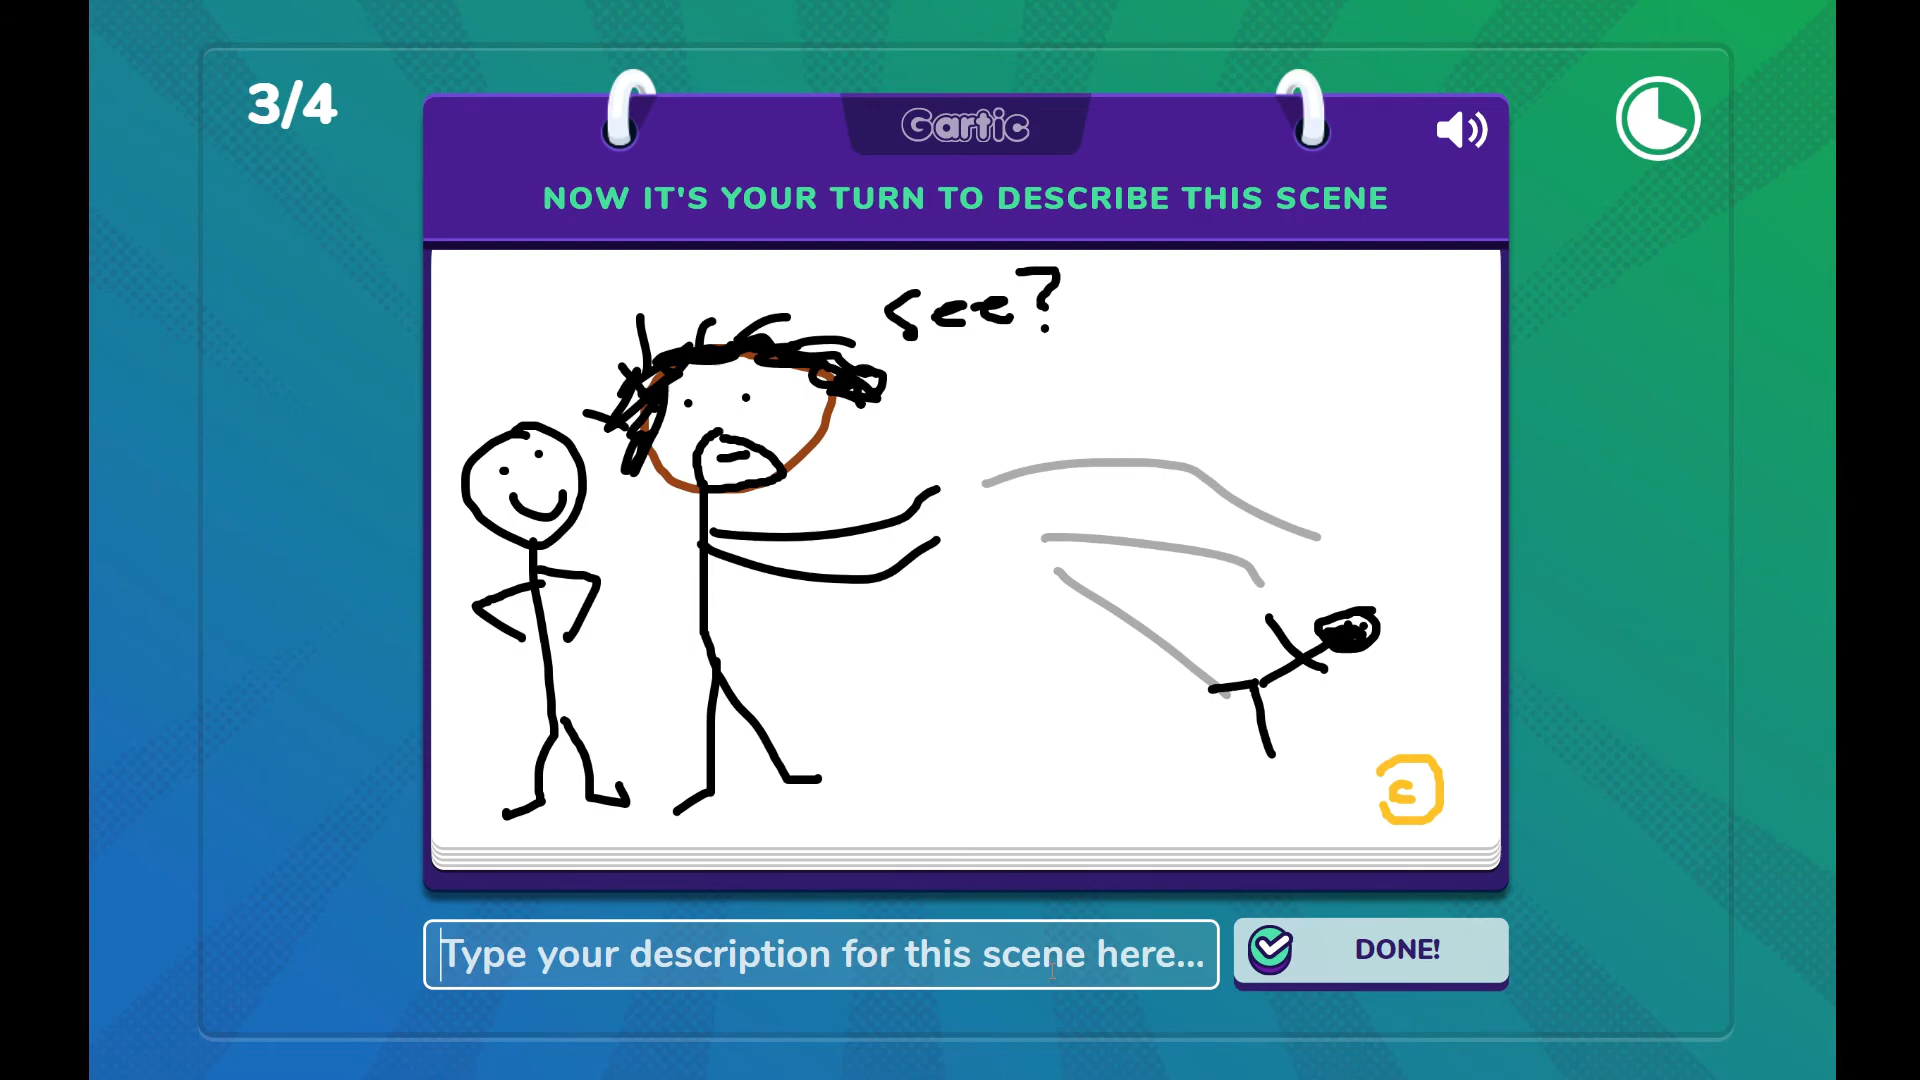 3/4
Gartic
NOW IT'S YOUR TURN TO DESCRIBE THIS SCENE
see?
Type your description for this scene here...
DONE!